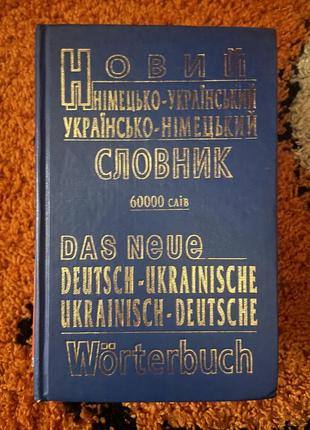 НОВИЙ
НІМЕЦЬКО-УКРАЇНСЬКИЙ
УКРАЇНСЬКО-НІМЕЦЬКИЙ
СЛОВНИК
60000 слів
DAS Neue
DEUTSCH-UKRAINISCHE
UKRAINISCH-DEUTSCHE
Wörterbuch